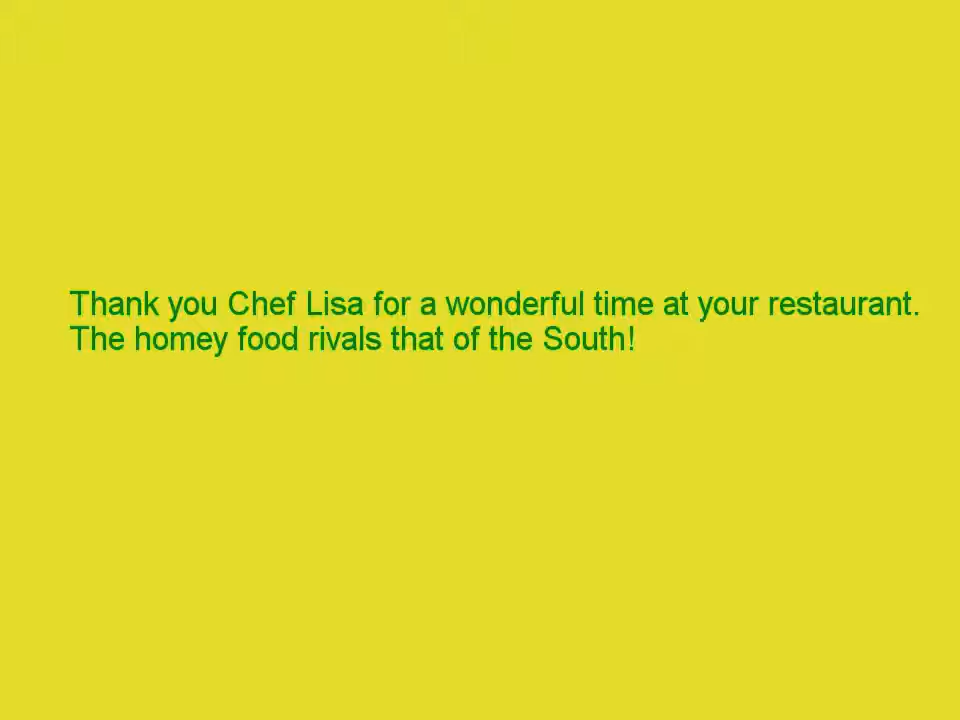 Thank you Chef Lisa for a wonderful time at your restaurant.
The homey food rivals that of the South!